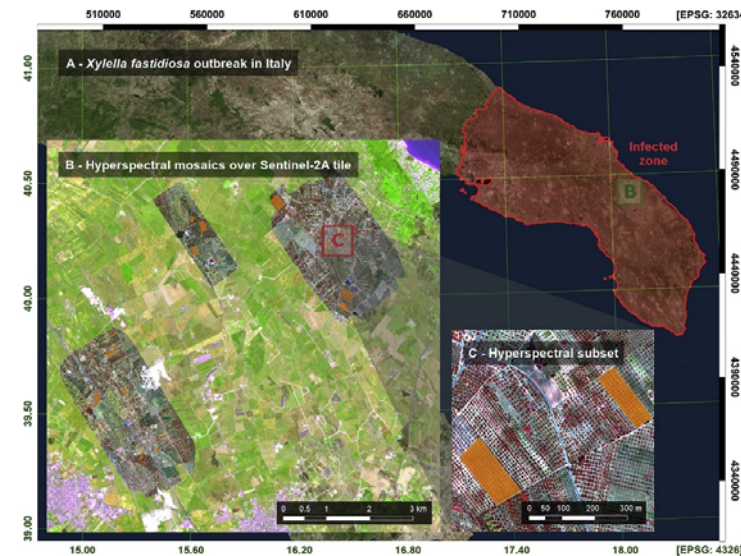 510000 560000 610000 660000 710000 760000 [EPSG: 32634
A - Xylella fastidiosa outbreak in Italy
41.00
4540000
Infected
zone
B - Hyperspectral mosaics over Sentinel-2A tile
40.50
4490000
B
C
40.00
4440000
C - Hyperspectral subset
4390000
39.50
4340000
0 0.5 1 2 3 km
0 50 100 200 300 m
39.00
15.00 15.60 16.20 16.80 17.40 18.00 [EPSG: 4326